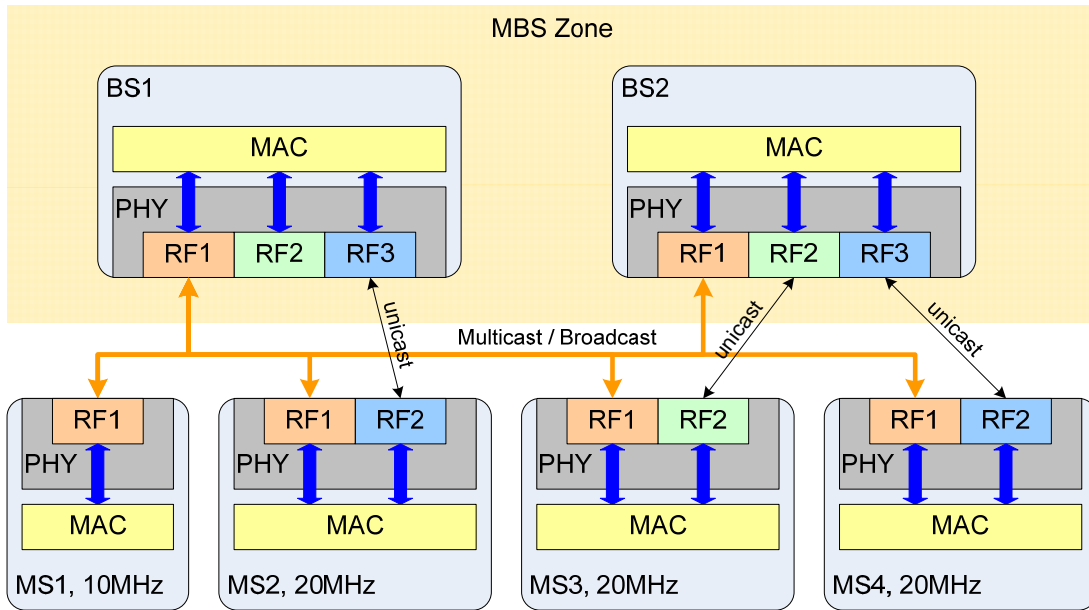 MBS Zone
BS1
MAC
PHY
RF1 RF2 RF3
BS2
MAC
PHY
RF1 RF2 RF3
unicast
Multicast / Broadcast
unicast
unicast
RF1
PHY
MAC
MS1, 10MHz
RF1 RF2
PHY
MAC
MS2, 20MHz
RF1 RF2
PHY
MAC
MS3, 20MHz
RF1 RF2
PHY
MAC
MS4, 20MHz